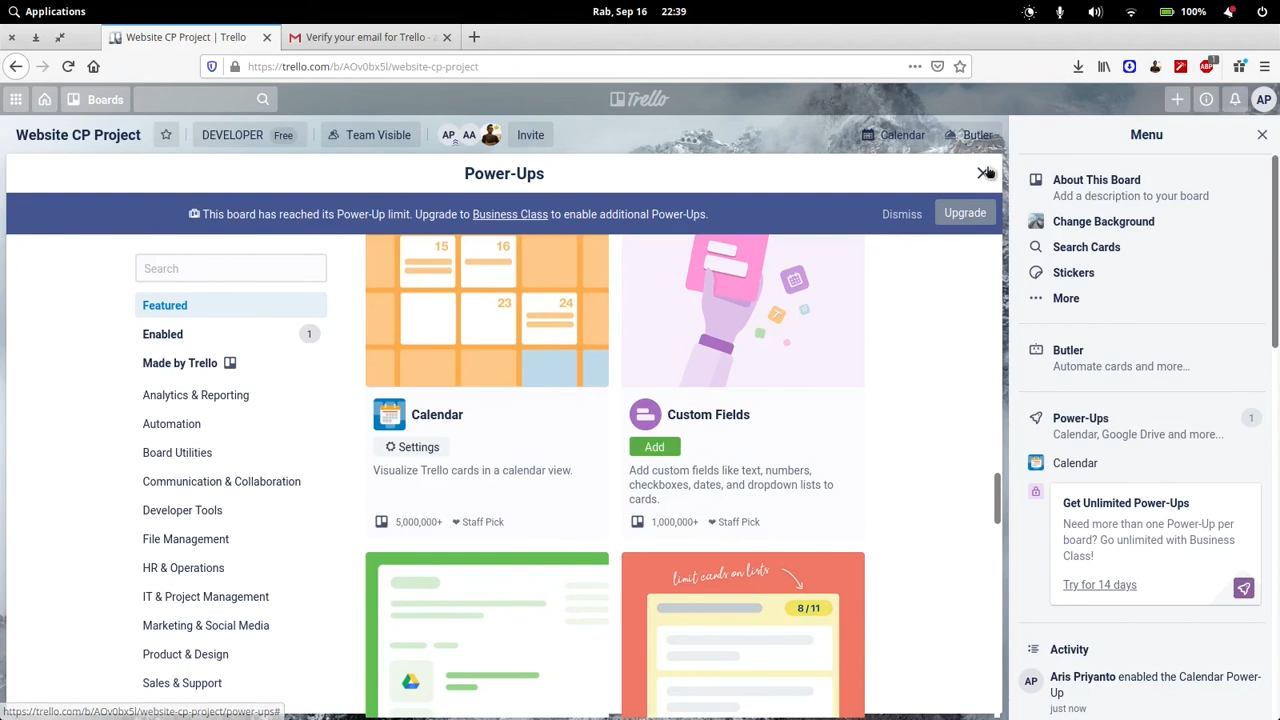 Applications
Rab, Sep 16 22:39
100%
Website CP Project | Trello
Verify your email for Trello - a
https://trello.com/b/AOv0bx5l/website-cp-project
1
ABP
Boards
Trello
AP
Website CP Project
DEVELOPER Free
Team Visible
AP AA
Invite
Calendar
Butler
Menu
Power-Ups
This board has reached its Power-Up limit. Upgrade to Business Class to enable additional Power-Ups.
Dismiss
Upgrade
Search
Featured
Enabled 1
Made by Trello
Analytics & Reporting
Automation
Board Utilities
Communication & Collaboration
Developer Tools
File Management
HR & Operations
IT & Project Management
Marketing & Social Media
Product & Design
Sales & Support
15 16
23 24
Calendar
Settings
Visualize Trello cards in a calendar view.
5,000,000+ Staff Pick
Custom Fields
Add
Add custom fields like text, numbers,
checkboxes, dates, and dropdown lists to
cards.
1,000,000+ Staff Pick
limit cards on lists
8 / 11
About This Board
Add a description to your board
Change Background
Search Cards
Stickers
More
Butler
Automate cards and more…
Power-Ups 1
Calendar, Google Drive and more…
Calendar
Get Unlimited Power-Ups
Need more than one Power-Up per
board? Go unlimited with Business
Class!
Try for 14 days
Activity
AP
Aris Priyanto enabled the Calendar Power-
Up
just now
https://trello.com/b/AOv0bx5l/website-cp-project/power-ups#